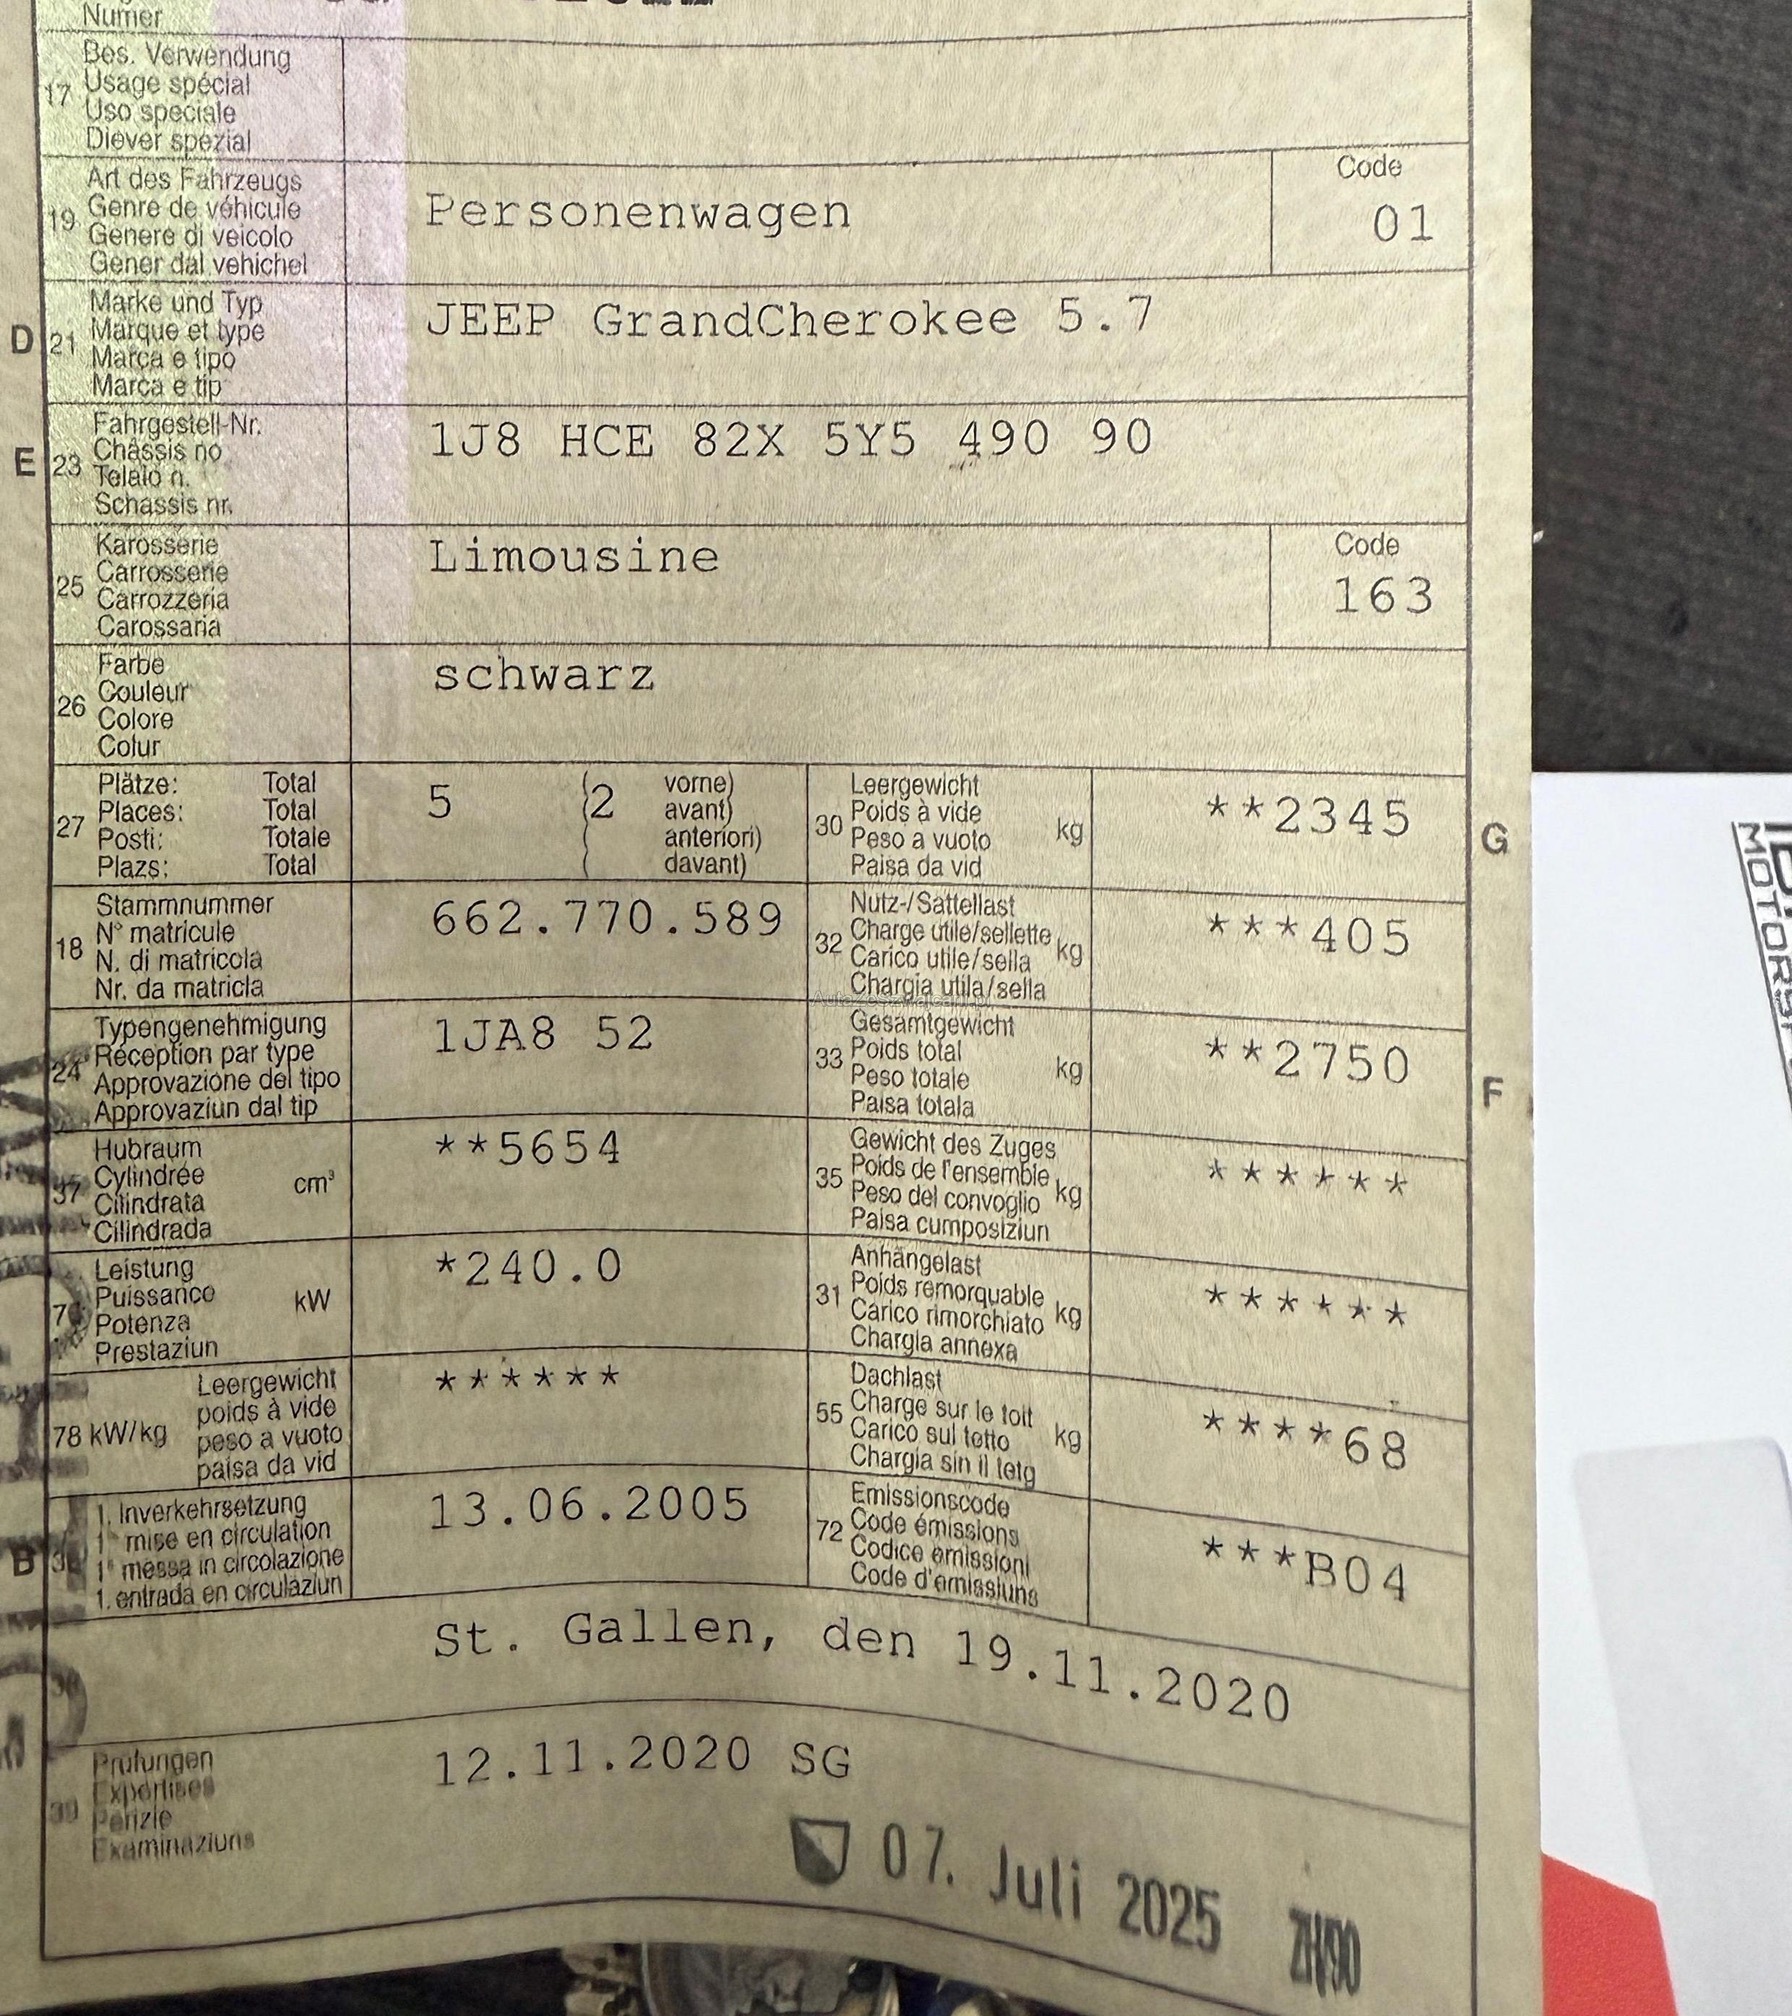 Numer
Bes. Verwendung
17 Usage spécial
Uso speciale
Diever spezial
Art des Fahrzeugs
19 Genre de véhicule
Genere di veicolo
Gener dal vehichel
Personenwagen
Code
01
D 21 Marke und Typ
Marque et type
Marca e tipo
Marca e tip
JEEP GrandCherokee 5.7
E 23 Fahrgestell-Nr.
Châssis no
Telaio n.
Schassis nr.
1J8 HCE 82X 5Y5 490 90
Karosserie
25 Carrosserie
Carrozzeria
Carossaria
Limousine
Code
163
Farbe
26 Couleur
Colore
Colur
schwarz
Plätze: Total
27 Places: Total
Posti: Totale
Plazs: Total
5 (2 vorne)
avant)
anteriori)
davant)
Leergewicht
30 Poids à vide
Peso a vuoto kg
Paisa da vid
**2345
G
Stammnummer
18 N° matricule
N. di matricola
Nr. da matricla
662.770.589
Nutz-/Sattellast
32 Charge utile/sellette kg
Carico utile/sella
Chargia utila/sella
***405
Typengenehmigung
24 Réception par type
Approvazione del tipo
Approvaziun dal tip
1JA8 52
Gesamtgewicht
33 Poids total
Peso totale kg
Paisa totala
**2750
F
Hubraum
37 Cylindrée cm³
Cilindrata
Cilindrada
**5654
Gewicht des Zuges
35 Poids de l'ensemble
Peso del convoglio kg
Paisa cumposiziun
******
Leistung
Puissance kW
Potenza
Prestaziun
*240.0
Anhängelast
31 Poids remorquable
Carico rimorchiato kg
Chargia annexa
******
Leergewicht
78 kW/kg poids à vide
peso a vuoto
paisa da vid
******
Dachlast
55 Charge sur le toit
Carico sul tetto kg
Chargia sin il tetg
****68
B
1. Inverkehrsetzung
1re mise en circulation
1a messa in circolazione
1. entrada en circulaziun
13.06.2005
Emissionscode
72 Code émissions
Codice emissioni
Code d'emissiuns
***B04
St. Gallen, den 19.11.2020
Prüfungen
39 Expertises
Perizie
Examinaziuns
12.11.2020 SG
07. Juli 2025 ZH/90